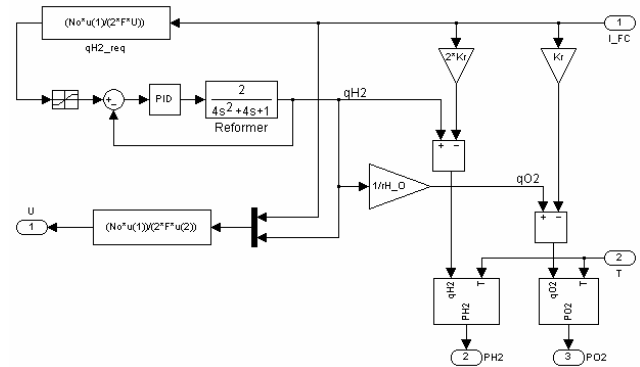 (No*u(1)/(2*F*U))
qH2_req
1
I_FC
2*Kr
Kr
+
−
PID
2
4s²+4s+1
Reformer
qH2
+ −
1/rH_O
qO2
+ −
U
1
(No*u(1))/(2*F*u(2))
2
T
qH2
T
PH2
qO2
T
PO2
2
PH2
3
PO2